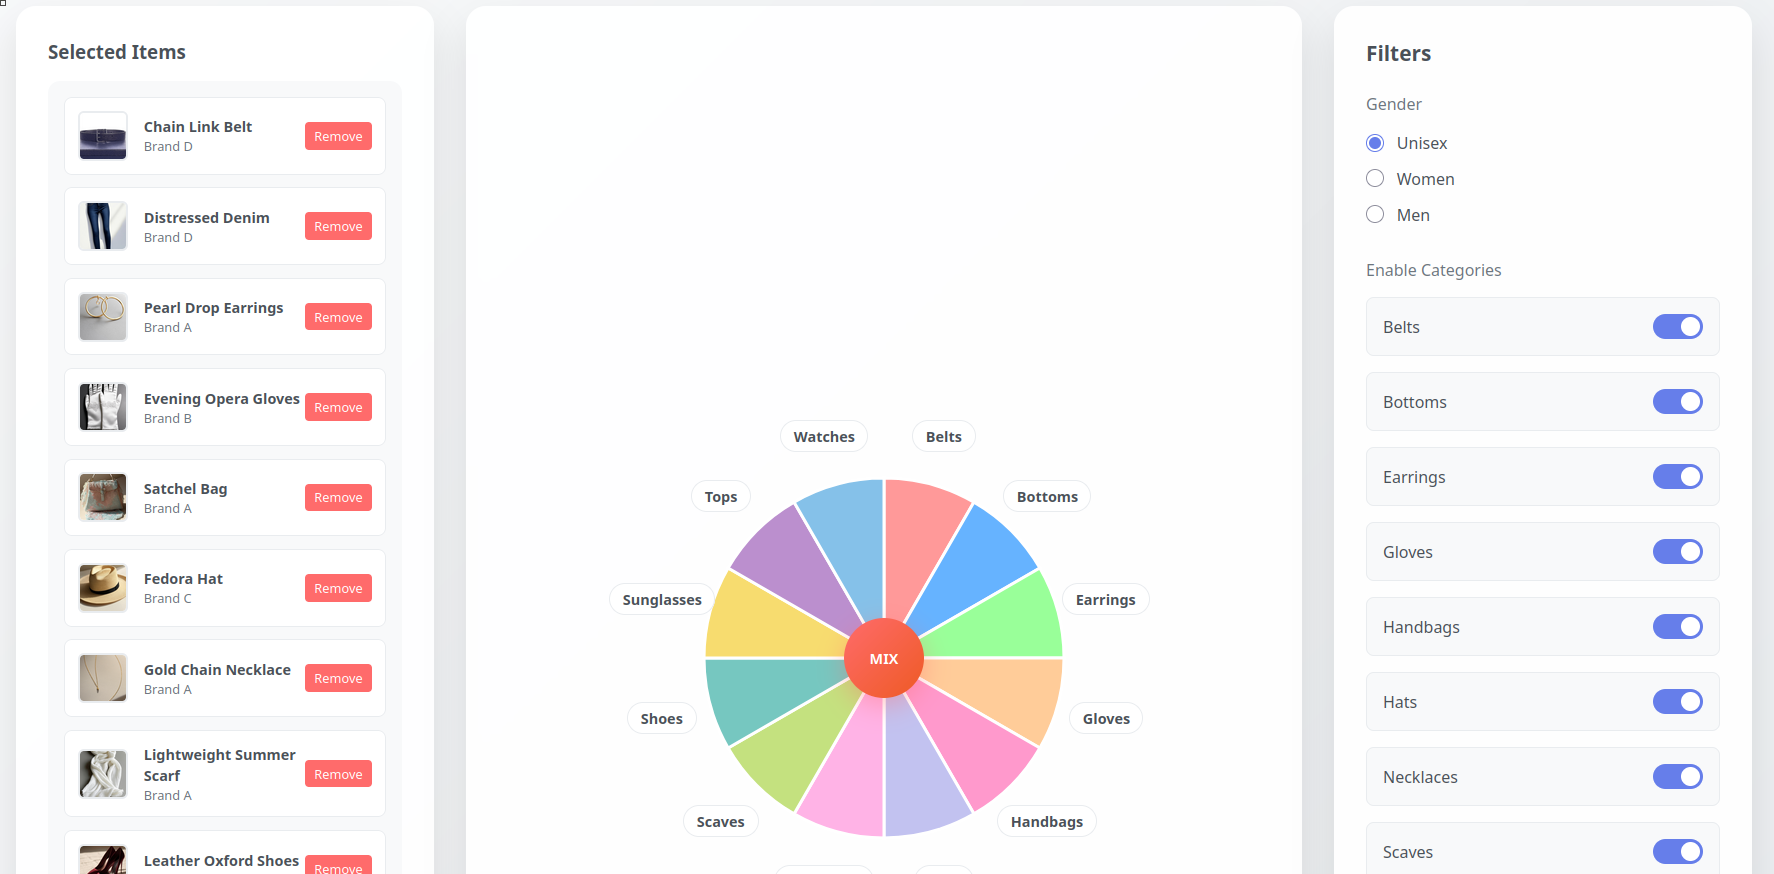 Selected Items
Chain Link Belt
Brand D
Remove
Distressed Denim
Brand D
Remove
Pearl Drop Earrings
Brand A
Remove
Evening Opera Gloves
Brand B
Remove
Satchel Bag
Brand A
Remove
Fedora Hat
Brand C
Remove
Gold Chain Necklace
Brand A
Remove
Lightweight Summer
Scarf
Brand A
Remove
Leather Oxford Shoes
Remove
Watches
Belts
Tops
Bottoms
Sunglasses
Earrings
MIX
Shoes
Gloves
Scaves
Handbags
Filters
Gender
Unisex
Women
Men
Enable Categories
Belts
Bottoms
Earrings
Gloves
Handbags
Hats
Necklaces
Scaves